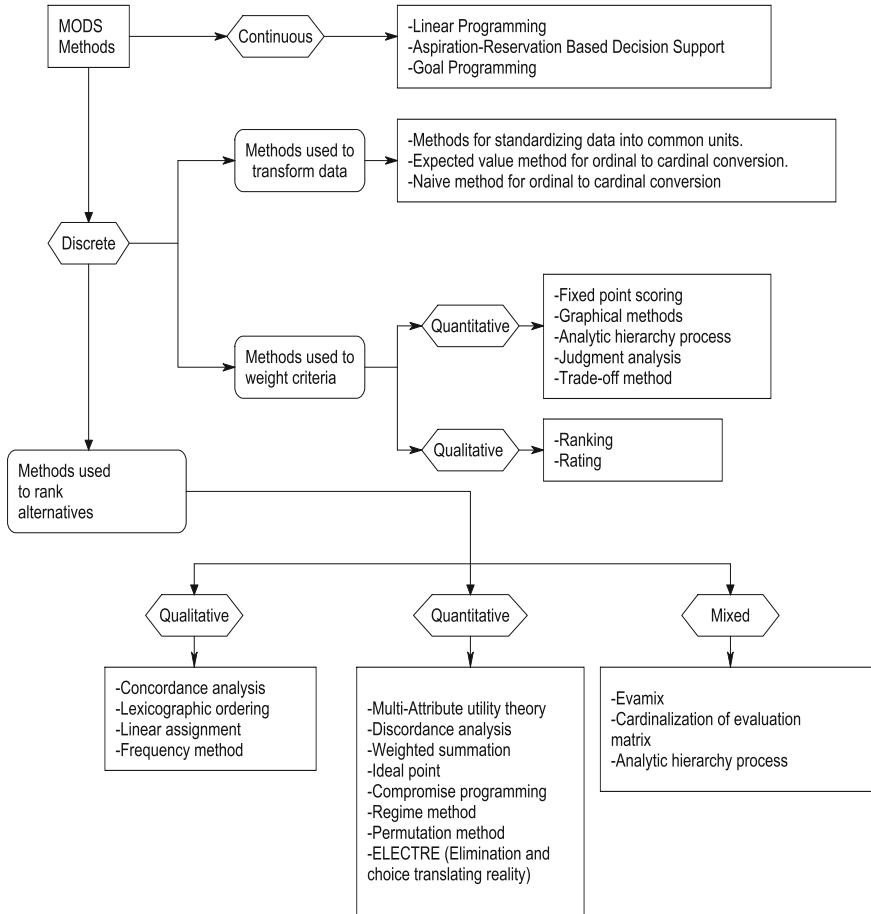 MODS
Methods
Continuous
-Linear Programming
-Aspiration-Reservation Based Decision Support
-Goal Programming
Methods used to
transform data
-Methods for standardizing data into common units.
-Expected value method for ordinal to cardinal conversion.
-Naive method for ordinal to cardinal conversion
Discrete
Methods used to
weight criteria
Quantitative
-Fixed point scoring
-Graphical methods
-Analytic hierarchy process
-Judgment analysis
-Trade-off method
Qualitative
-Ranking
-Rating
Methods used
to rank
alternatives
Qualitative
-Concordance analysis
-Lexicographic ordering
-Linear assignment
-Frequency method
Quantitative
-Multi-Attribute utility theory
-Discordance analysis
-Weighted summation
-Ideal point
-Compromise programming
-Regime method
-Permutation method
-ELECTRE (Elimination and
choice translating reality)
Mixed
-Evamix
-Cardinalization of evaluation
matrix
-Analytic hierarchy process